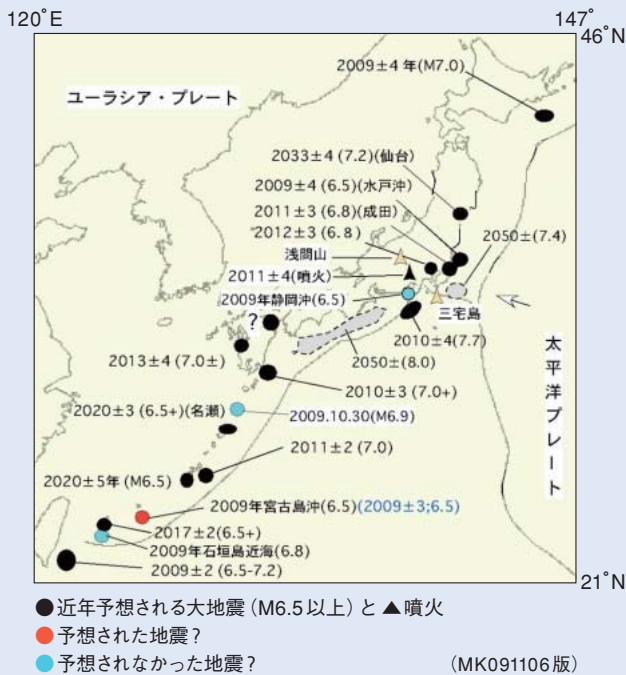 120°E
147°
46°N
2009±4 年(M7.0)
ユーラシア・プレート
2033±4 (7.2)(仙台)
2009±4 (6.5)(水戸沖)
2011±3 (6.8)(成田)
2012±3 (6.8)
2050±(7.4)
浅間山
2011±4(噴火)
2009年静岡沖(6.5)
三宅島
?
2010±4(7.7)
太平洋プレート
2013±4 (7.0±)
2050±(8.0)
2010±3 (7.0+)
2020±3 (6.5+)(名瀬)
2009.10.30(M6.9)
2011±2 (7.0)
2020±5年 (M6.5)
2009年宮古島沖(6.5)(2009±3;6.5)
2017±2(6.5+)
2009年石垣島近海(6.8)
2009±2 (6.5-7.2)
21°N
●近年予想される大地震(M6.5以上)と▲噴火
●予想された地震?
●予想されなかった地震?
(MK091106版)